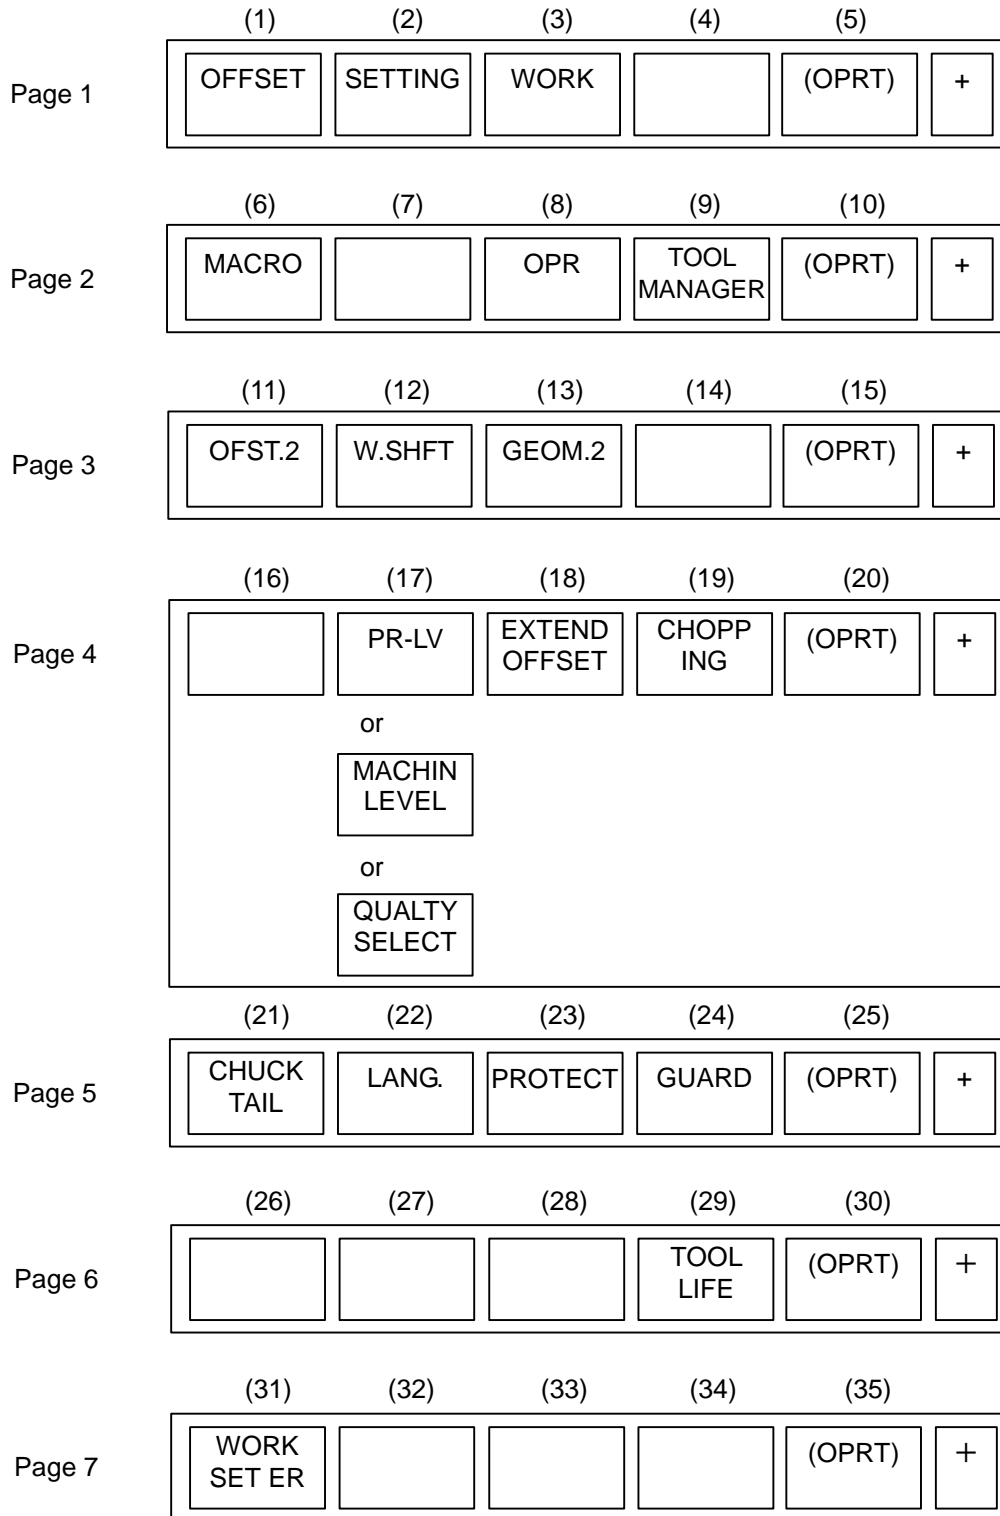 (1) (2) (3) (4) (5)
Page 1 OFFSET SETTING WORK (OPRT) +
(6) (7) (8) (9) (10)
Page 2 MACRO OPR TOOL (OPRT) +
MANAGER
(11) (12) (13) (14) (15)
Page 3 OFST.2 W.SHFT GEOM.2 (OPRT) +
(16) (17) (18) (19) (20)
Page 4 PR-LV EXTEND CHOPP (OPRT) +
OFFSET ING
or
MACHIN
LEVEL
or
QUALTY
SELECT
(21) (22) (23) (24) (25)
Page 5 CHUCK LANG. PROTECT GUARD (OPRT) +
TAIL
(26) (27) (28) (29) (30)
Page 6 TOOL (OPRT) +
LIFE
(31) (32) (33) (34) (35)
Page 7 WORK (OPRT) +
SET ER